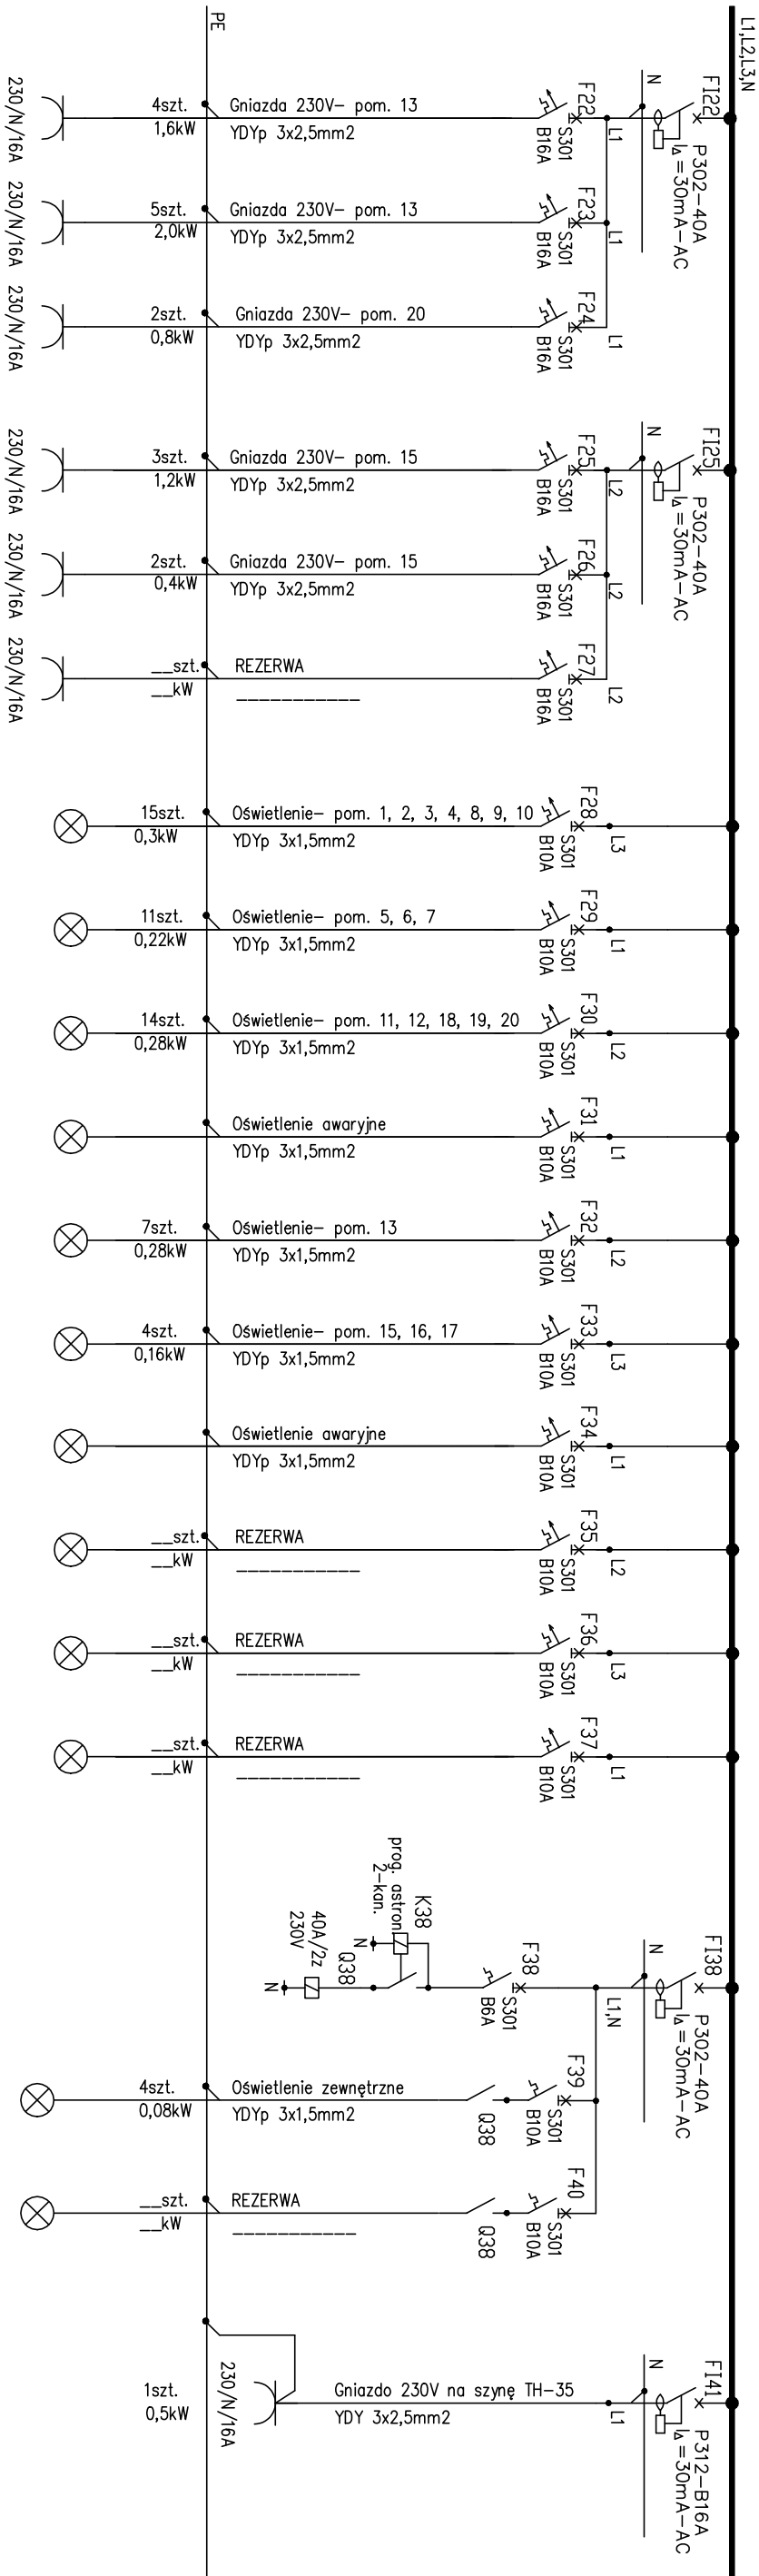 L1,L2,L3,N
PE
FI22
P302-40A
I∆=30mA-AC
N
F22
S301
B16A
L1
Gniazda 230V- pom. 13
YDYp 3x2,5mm2
4szt.
1,6kW
230/N/16A
F23
S301
B16A
L1
Gniazda 230V- pom. 13
YDYp 3x2,5mm2
5szt.
2,0kW
230/N/16A
F24
S301
B16A
L1
Gniazda 230V- pom. 20
YDYp 3x2,5mm2
2szt.
0,8kW
230/N/16A
FI25
P302-40A
I∆=30mA-AC
N
F25
S301
B16A
L2
Gniazda 230V- pom. 15
YDYp 3x2,5mm2
3szt.
1,2kW
230/N/16A
F26
S301
B16A
L2
Gniazda 230V- pom. 15
YDYp 3x2,5mm2
2szt.
0,4kW
230/N/16A
F27
S301
B16A
L2
REZERWA
___________
__szt.
__kW
230/N/16A
F28
S301
B10A
L3
Oświetlenie- pom. 1, 2, 3, 4, 8, 9, 10
YDYp 3x1,5mm2
15szt.
0,3kW
F29
S301
B10A
L1
Oświetlenie- pom. 5, 6, 7
YDYp 3x1,5mm2
11szt.
0,22kW
F30
S301
B10A
L2
Oświetlenie- pom. 11, 12, 18, 19, 20
YDYp 3x1,5mm2
14szt.
0,28kW
F31
S301
B10A
L1
Oświetlenie awaryjne
YDYp 3x1,5mm2
F32
S301
B10A
L2
Oświetlenie- pom. 13
YDYp 3x1,5mm2
7szt.
0,28kW
F33
S301
B10A
L3
Oświetlenie- pom. 15, 16, 17
YDYp 3x1,5mm2
4szt.
0,16kW
F34
S301
B10A
L1
Oświetlenie awaryjne
YDYp 3x1,5mm2
F35
S301
B10A
L2
REZERWA
___________
__szt.
__kW
F36
S301
B10A
L3
REZERWA
___________
__szt.
__kW
F37
S301
B10A
L1
REZERWA
___________
__szt.
__kW
FI38
P302-40A
I∆=30mA-AC
N
L1,N
F38
S301
B6A
K38
prog. astron
2-kan.
N
Q38
40A/2z
230V
N
F39
S301
B10A
Q38
Oświetlenie zewnętrzne
YDYp 3x1,5mm2
4szt.
0,08kW
F40
S301
B10A
Q38
REZERWA
___________
__szt.
__kW
FI41
P312-B16A
I∆=30mA-AC
N
L1
Gniazdo 230V na szynę TH-35
YDY 3x2,5mm2
230/N/16A
1szt.
0,5kW